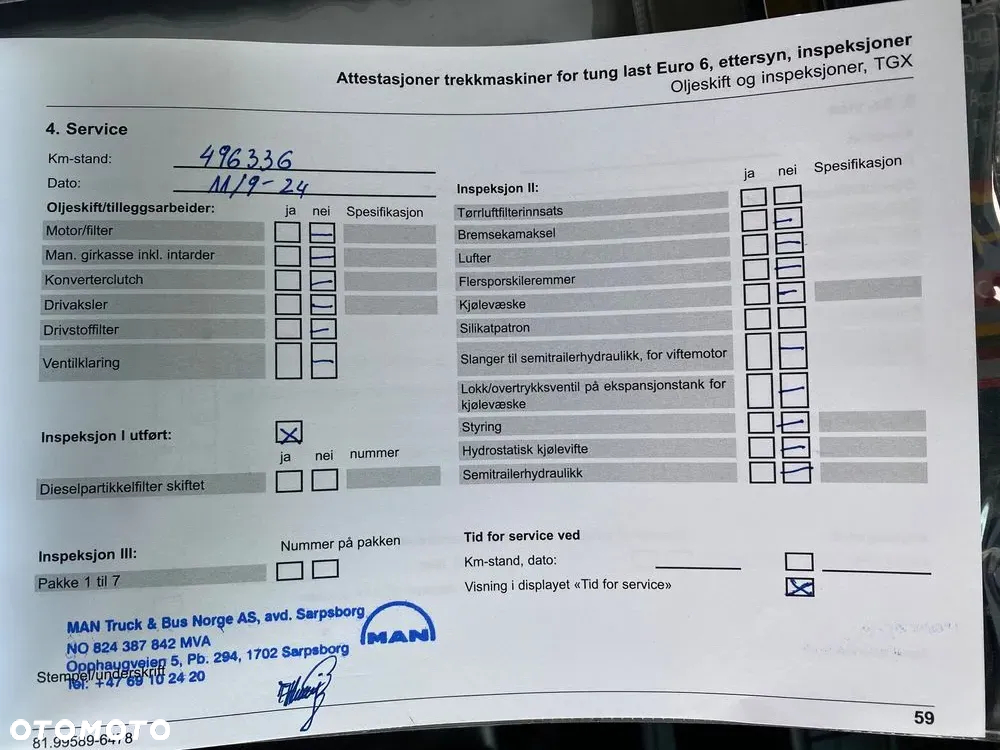 Attestasjoner trekkmaskiner for tung last Euro 6, ettersyn, inspeksjoner
Oljeskift og inspeksjoner, TGX
4. Service
Km-stand: 496336
Dato: 11/9-24
Oljeskift/tilleggsarbeider: ja nei Spesifikasjon
Motor/filter
Man. girkasse inkl. intarder
Konverterclutch
Drivaksler
Drivstoffilter
Ventilklaring
Inspeksjon I utført:
ja nei nummer
Dieselpartikkelfilter skiftet
Inspeksjon III: Nummer på pakken
Pakke 1 til 7
Inspeksjon II: ja nei Spesifikasjon
Tørrluftfilterinnsats
Bremsekamaksel
Lufter
Flersporskileremmer
Kjølevæske
Silikatpatron
Slanger til semitrailerhydraulikk, for viftemotor
Lokk/overtrykksventil på ekspansjonstank for
kjølevæske
Styring
Hydrostatisk kjølevifte
Semitrailerhydraulikk
Tid for service ved
Km-stand, dato:
Visning i displayet «Tid for service»
MAN Truck & Bus Norge AS, avd. Sarpsborg
NO 824 387 842 MVA
Opphaugveien 5, Pb. 294, 1702 Sarpsborg
Tel: +47 69 10 24 20
MAN
Stempel/underskrift
59
81.99589-6478
OTOMOTO